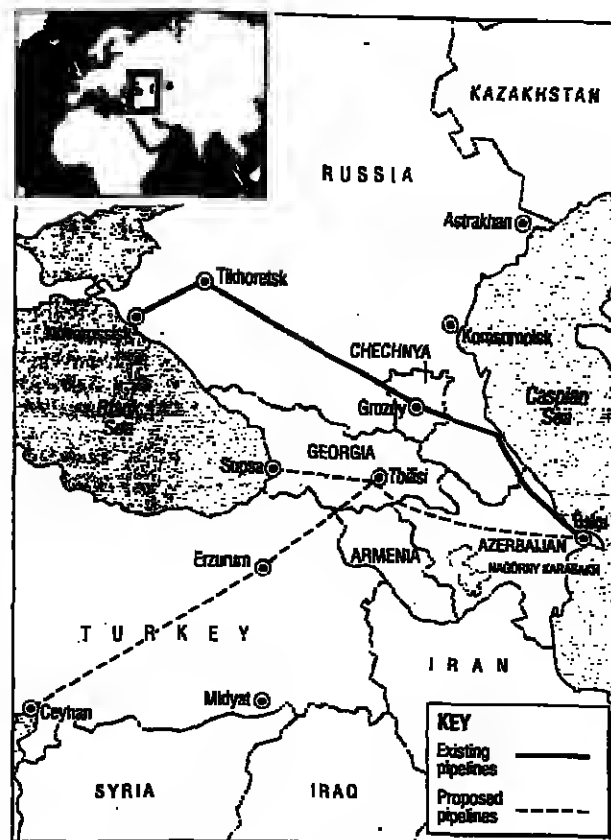 KAZAKHSTAN
RUSSIA
Astrakhan
Tikhoretsk
Komsomolsk
CHECHNYA
Caspian
Sea
Grozny
Black
Sea
GEORGIA
Supsa
Tbilisi
Baku
AZERBAIJAN
ARMENIA
NAGORNY KARABAKH
Erzurum
TURKEY
IRAN
Midyat
Ceyhan
SYRIA
IRAQ
KEY
Existing
pipelines
Proposed
pipelines